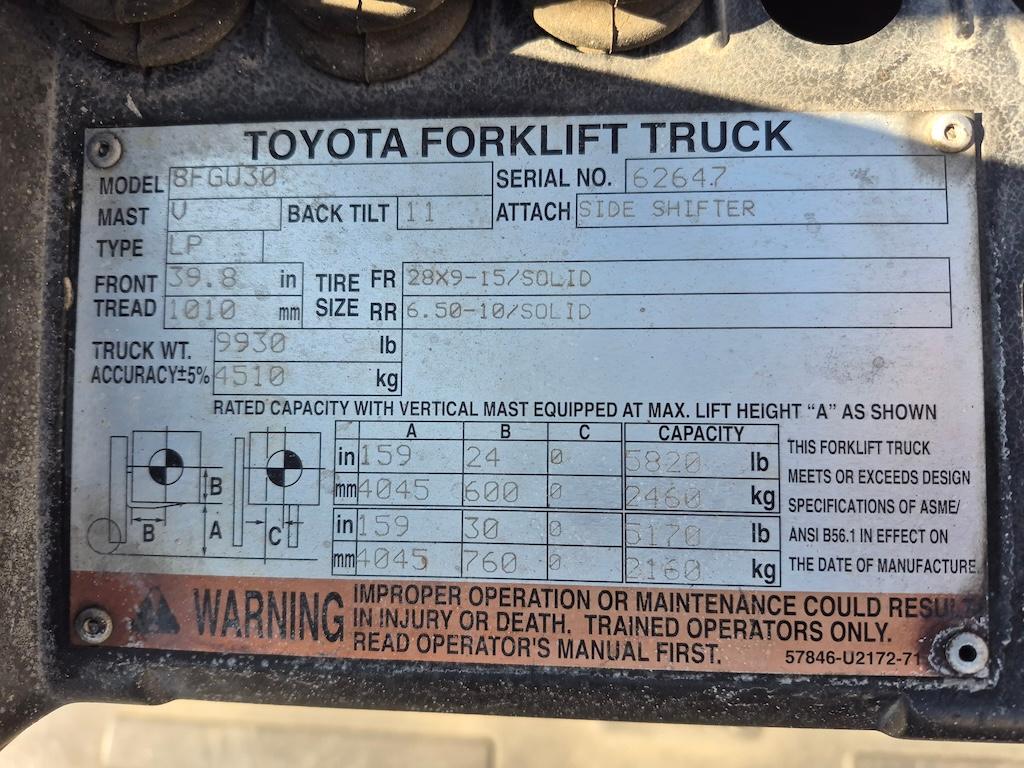 TOYOTA FORKLIFT TRUCK
MODEL 8FGU30 SERIAL NO. 62647
MAST V BACK TILT 11 ATTACH SIDE SHIFTER
TYPE LP
FRONT TREAD 39.8 in TIRE SIZE FR 28X9-15/SOLID
1010 mm RR 6.50-10/SOLID
TRUCK WT. 9930 lb
ACCURACY±5% 4510 kg
RATED CAPACITY WITH VERTICAL MAST EQUIPPED AT MAX. LIFT HEIGHT "A" AS SHOWN
A B C CAPACITY
in 159 24 0 5820 lb
mm 4045 600 0 2460 kg
in 159 30 0 5170 lb
mm 4045 760 0 2160 kg
B
B A C
THIS FORKLIFT TRUCK
MEETS OR EXCEEDS DESIGN
SPECIFICATIONS OF ASME/
ANSI B56.1 IN EFFECT ON
THE DATE OF MANUFACTURE
WARNING
IMPROPER OPERATION OR MAINTENANCE COULD RESULT
IN INJURY OR DEATH. TRAINED OPERATORS ONLY.
READ OPERATOR'S MANUAL FIRST.
57846-U2172-71